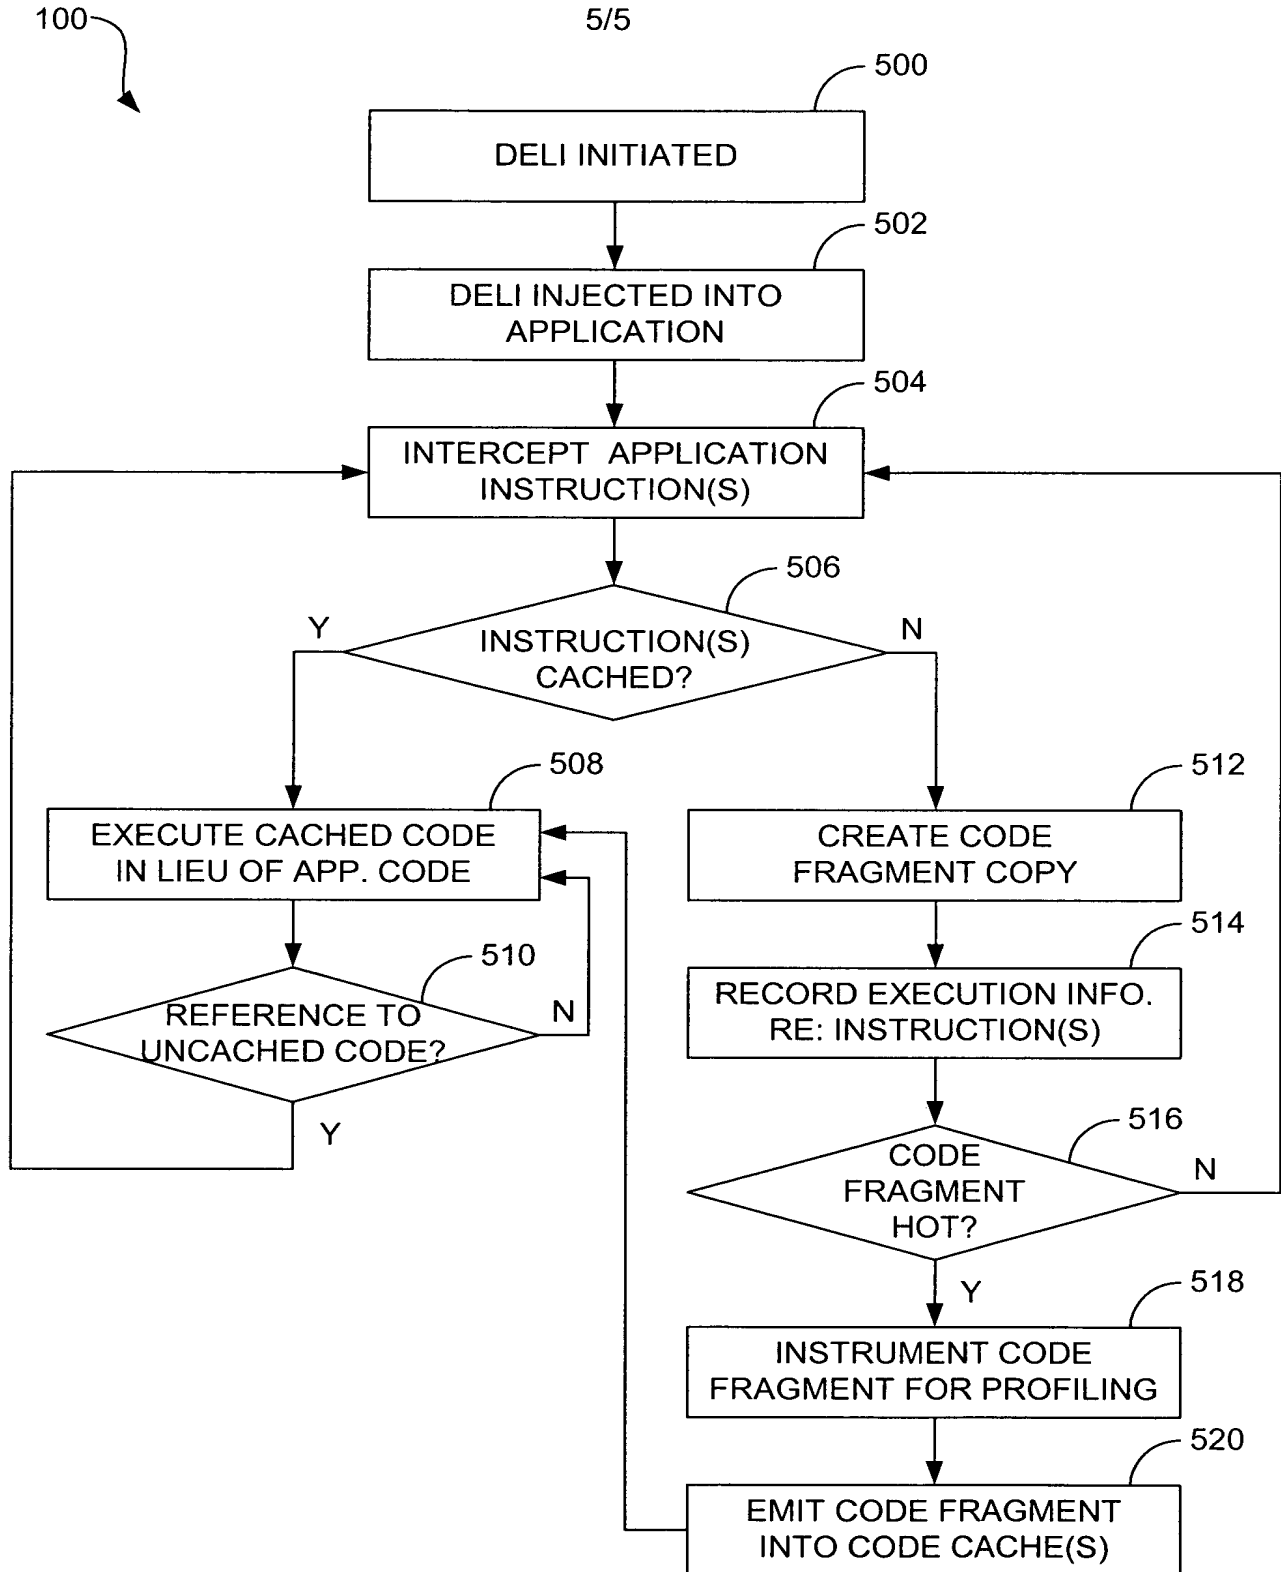 100
5/5
500
DELI INITIATED
502
DELI INJECTED INTO
APPLICATION
504
INTERCEPT APPLICATION
INSTRUCTION(S)
506
Y
INSTRUCTION(S)
CACHED?
N
508
EXECUTE CACHED CODE
IN LIEU OF APP. CODE
510
REFERENCE TO
UNCACHED CODE?
N
Y
512
CREATE CODE
FRAGMENT COPY
514
RECORD EXECUTION INFO.
RE: INSTRUCTION(S)
516
CODE
FRAGMENT
HOT?
N
Y
518
INSTRUMENT CODE
FRAGMENT FOR PROFILING
520
EMIT CODE FRAGMENT
INTO CODE CACHE(S)